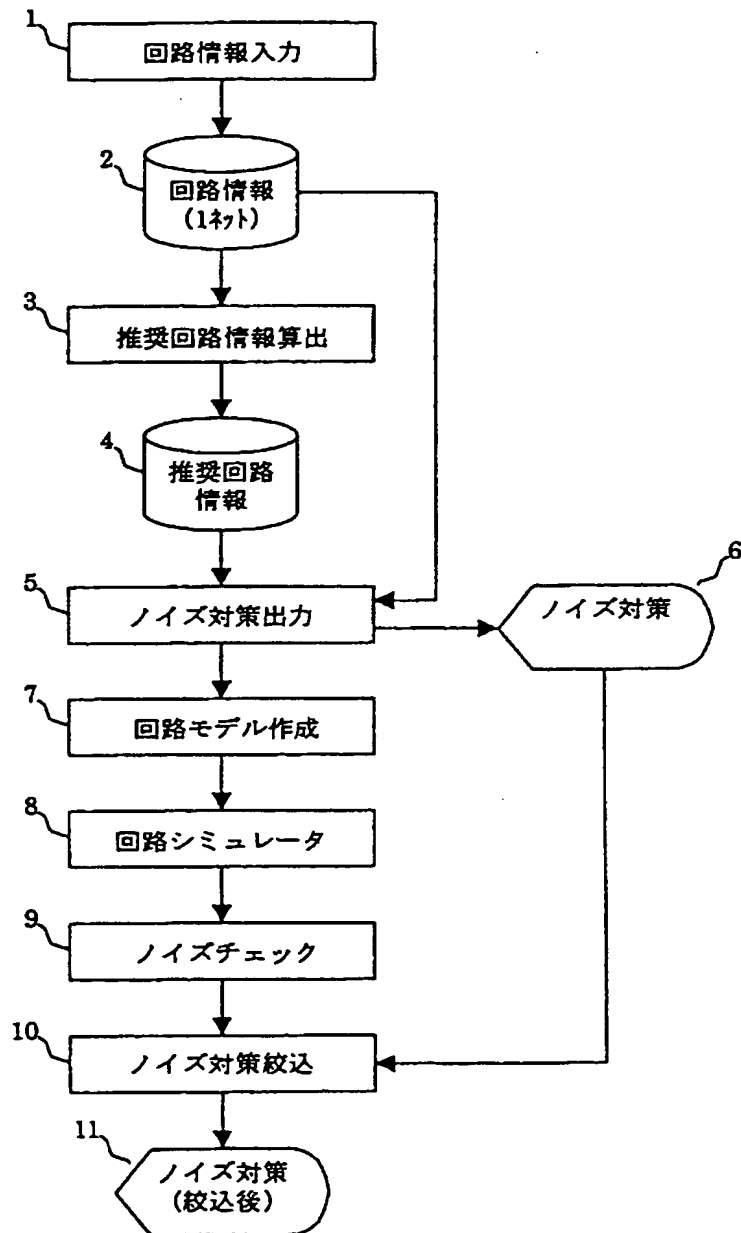 1
回路情報入力
2
回路情報
(1ネット)
3
推奨回路情報算出
4
推奨回路
情報
5
ノイズ対策出力
6
ノイズ対策
7
回路モデル作成
8
回路シミュレータ
9
ノイズチェック
10
ノイズ対策絞込
11
ノイズ対策
(絞込後)